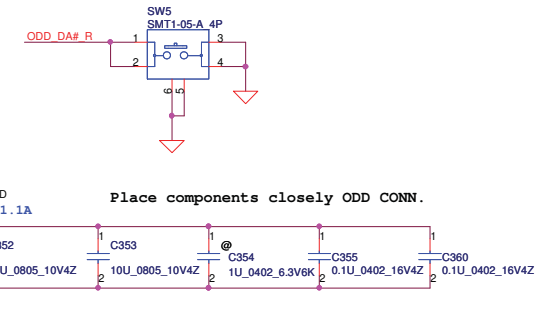 SW5
SMT1-05-A_4P
ODD_DA#_R
1
3
2
4
6
5
D
Place components closely ODD CONN.
1.1A
1
1
@
1
1
352
C353
C354
C355
C360
U_0805_10V4Z
10U_0805_10V4Z
1U_0402_6.3V6K
0.1U_0402_16V4Z
0.1U_0402_16V4Z
2
2
2
2